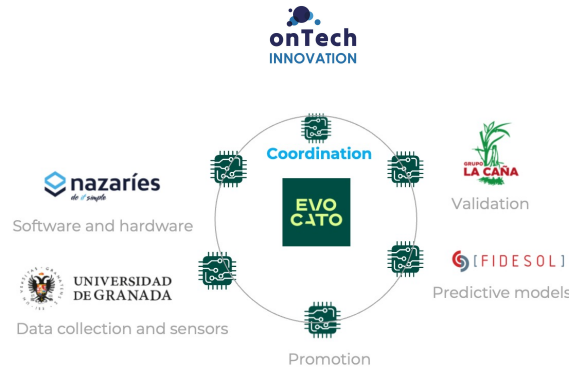 onTech
INNOVATION
Coordination
GRUPO
LA CAÑA
Validation
nazaríes
Software and hardware
EVO
CATO
[FIDESOL]
Predictive models
UNIVERSIDAD
DE GRANADA
Data collection and sensors
Promotion